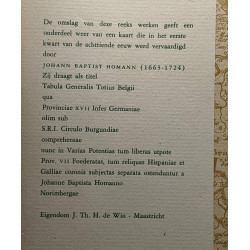 De omslag van deze reeks werken geeft een
onderdeel weer van een kaart die in het eerste
kwart van de achttiende eeuw werd vervaardigd
door
JOHANN BAPTIST HOMANN (1663-1724)
Zij draagt als titel
Tabula Generalis Totius Belgii
qua
Provinciae XVII Infes Germaniae
olim sub
S.R.I. Circulo Burgundiae
comprehensae
nunc in Varias Potentias tum liberas utpote
Prov. VII Foederatas, tum reliquas Hispaniae et
Galliae coronis subjectas separata ostenduntur a
Johanne Baptista Homanno
Norimbergae
Eigendom J. Th. H. de Win - Maastricht